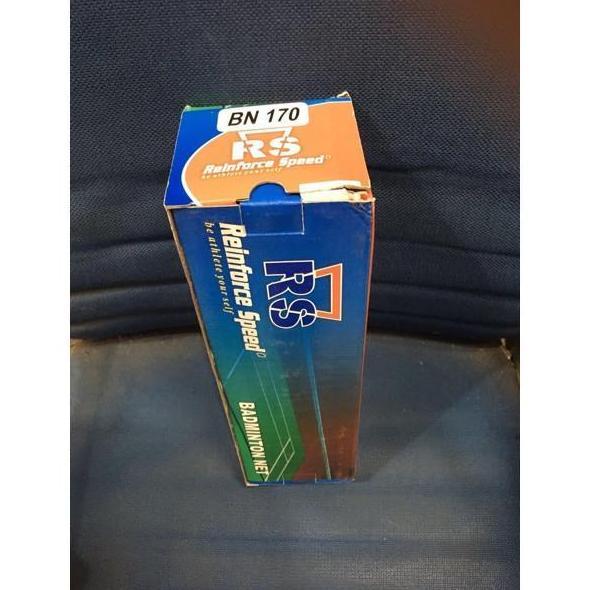 BN 170
RS
Reinforce Speed
be athlete your self
RS
Reinforce Speed
be athlete your self
BADMINTON NET